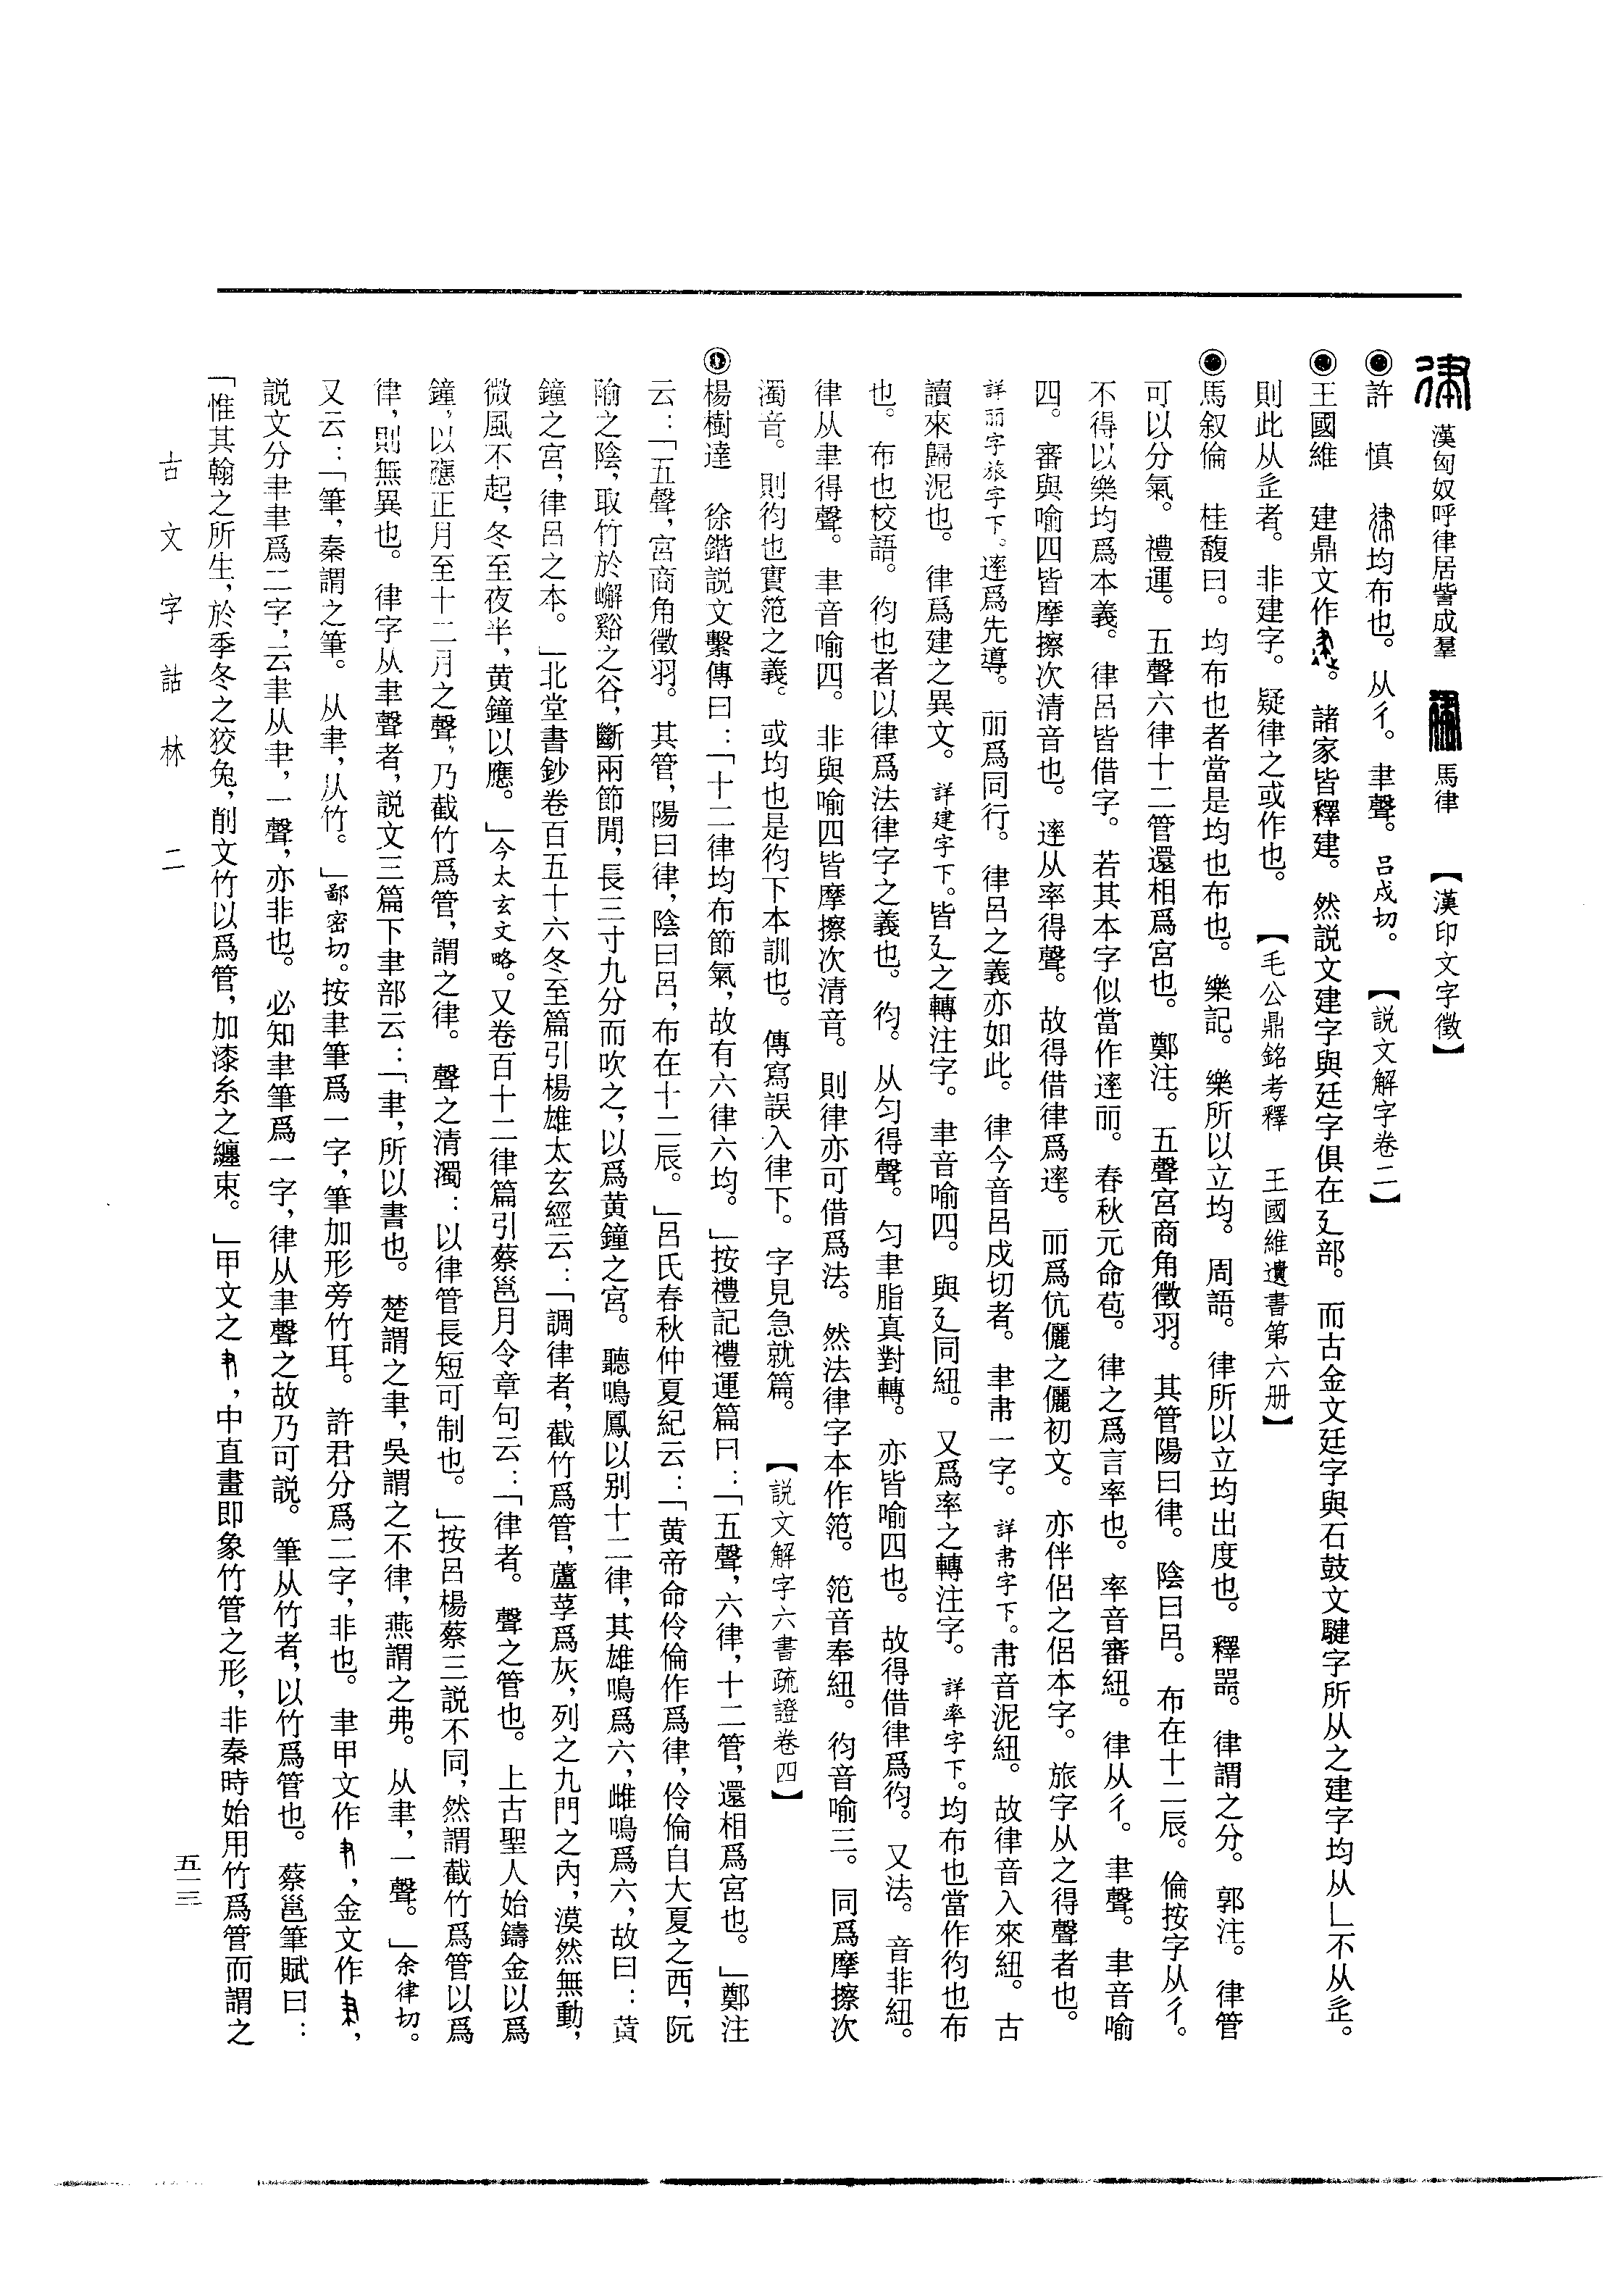 漢匈奴呼律居訾成羣　馬律　【漢印文字徵】
◉許　慎　均布也。从彳。聿聲。呂戍切。【説文解字卷二】
◉王國維　建鼎文作。諸家皆釋建。然説文建字與廷字俱在廴部。而古金文廷字與石鼓文騝字所从之建字均从乚不从辵。
則此从辵者。非建字。疑律之或作也。【毛公鼎銘考釋　王國維遺書第六册】
◉馬叙倫　桂馥曰。均布也者當是均也布也。樂記。樂所以立均。周語。律所以立均出度也。釋器。律謂之分。郭注。律管
可以分氣。禮運。五聲六律十二管還相爲宮也。鄭注。五聲宮商角徵羽。其管陽曰律。陰曰呂。布在十二辰。倫按字从彳。
不得以樂均爲本義。律呂皆借字。若其本字似當作䢦丽。春秋元命苞。律之爲言率也。率音審紐。律从彳。聿聲。聿音喻
四。審與喻四皆摩擦次清音也。䢦从率得聲。故得借律爲䢦。丽爲伉儷之儷初文。亦伴侣之侣本字。旅字从之得聲者也。
詳丽字旅字下。䢦爲先導。丽爲同行。律呂之義亦如此。律今音呂戍切者。聿帇一字。詳帇字下。帇音泥紐。故律音入來紐。古
讀來歸泥也。律爲建之異文。詳建字下。皆廴之轉注字。聿音喻四。與廴同紐。又爲率之轉注字。詳率字下。均布也當作袀也布
也。布也校語。袀也者以律爲法律字之義也。袀。从勻得聲。勻聿脂真對轉。亦皆喻四也。故得借律爲袀。又法。音非紐。
律从聿得聲。聿音喻四。非與喻四皆摩擦次清音。則律亦可借爲法。然法律字本作笵。笵音奉紐。袀音喻三。同爲摩擦次
濁音。則袀也實笵之義。或均也是袀下本訓也。傳寫誤入律下。字見急就篇。【説文解字六書疏證卷四】
◉楊樹達　徐鍇説文繫傳曰：「十二律均布節氣，故有六律六均。」按禮記禮運篇曰：「五聲，六律，十二管，還相爲宮也。」鄭注
云：「五聲，宮商角徵羽。其管，陽曰律，陰曰呂，布在十二辰。」呂氏春秋仲夏紀云：「黄帝命伶倫作爲律，伶倫自大夏之西，阮
隃之陰，取竹於嶰谿之谷，斷兩節間，長三寸九分而吹之，以爲黄鐘之宮。聽鳴鳳以别十二律，其雄鳴爲六，雌鳴爲六，故曰：黄
鐘之宮，律呂之本。」北堂書鈔卷百五十六冬至篇引楊雄太玄經云：「調律者，截竹爲管，蘆莩爲灰，列之九門之內，漠然無動，
微風不起，冬至夜半，黄鐘以應。」今太玄文略。又卷百十二律篇引蔡邕月令章句云：「律者。聲之管也。上古聖人始鑄金以爲
鐘，以應正月至十二月之聲，乃截竹爲管，謂之律。聲之清濁：以律管長短可制也。」按呂楊蔡三説不同，然謂截竹爲管以爲
律，則無異也。律字从聿聲者，説文三篇下聿部云：「聿，所以書也。楚謂之聿，吳謂之不律，燕謂之弗。从𦘒，一聲。」余律切。
又云：「筆，秦謂之筆。从聿，从竹。」鄙密切。按聿筆爲一字，筆加形旁竹耳。許君分爲二字，非也。聿甲文作，金文作，
説文分𦘒聿爲二字，云聿从𦘒，一聲，亦非也。必知聿筆爲一字，律从聿聲之故乃可説。筆从竹者，以竹爲管也。蔡邕筆賦曰：
「惟其翰之所生，於季冬之狡兔，削文竹以爲管，加漆糸之纏束。」甲文之，中直畫即象竹管之形，非秦時始用竹爲管而謂之
古文字詁林　二
五一三